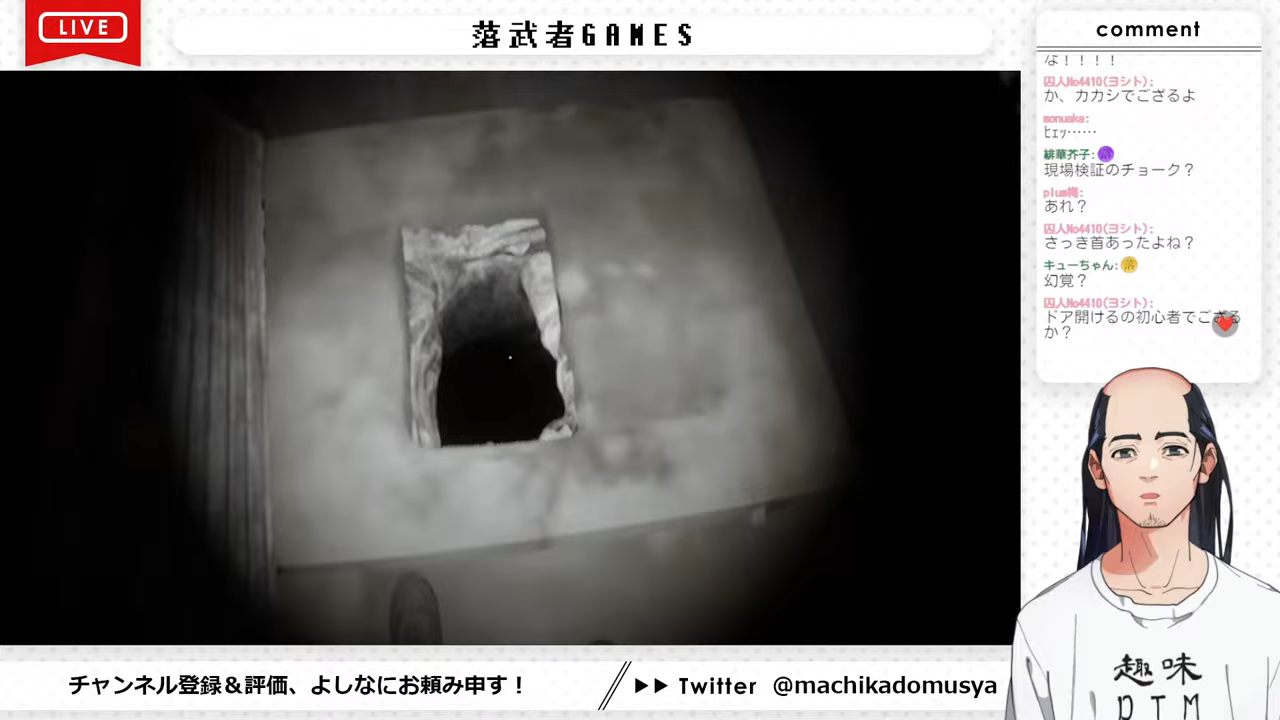 LIVE
落武者GAMES
comment
な！！！！
囚人No4410(ヨシト):
か、カカシでござるよ
monuaka:
ﾋｪｯ……
緋華芥子:
現場検証のチョーク？
plum梅:
あれ？
囚人No4410(ヨシト):
さっき首あったよね？
キューちゃん:
幻覚？
囚人No4410(ヨシト):
ドア開けるの初心者でござる
か？
趣味
DTM
チャンネル登録＆評価、よしなにお頼み申す！
▶▶ Twitter @machikadomusya